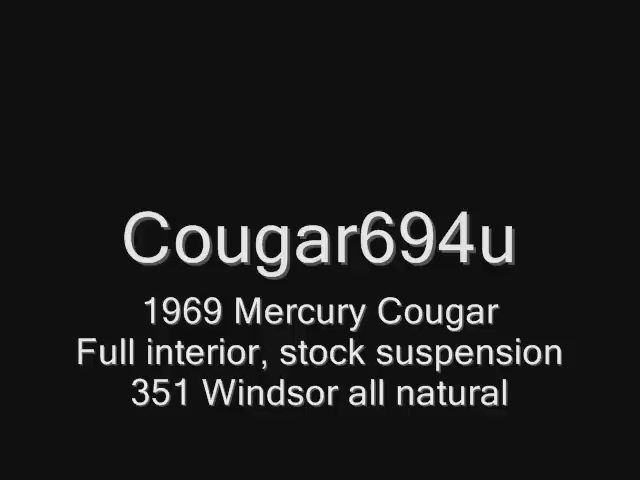 Cougar694u
1969 Mercury Cougar
Full interior, stock suspension
351 Windsor all natural